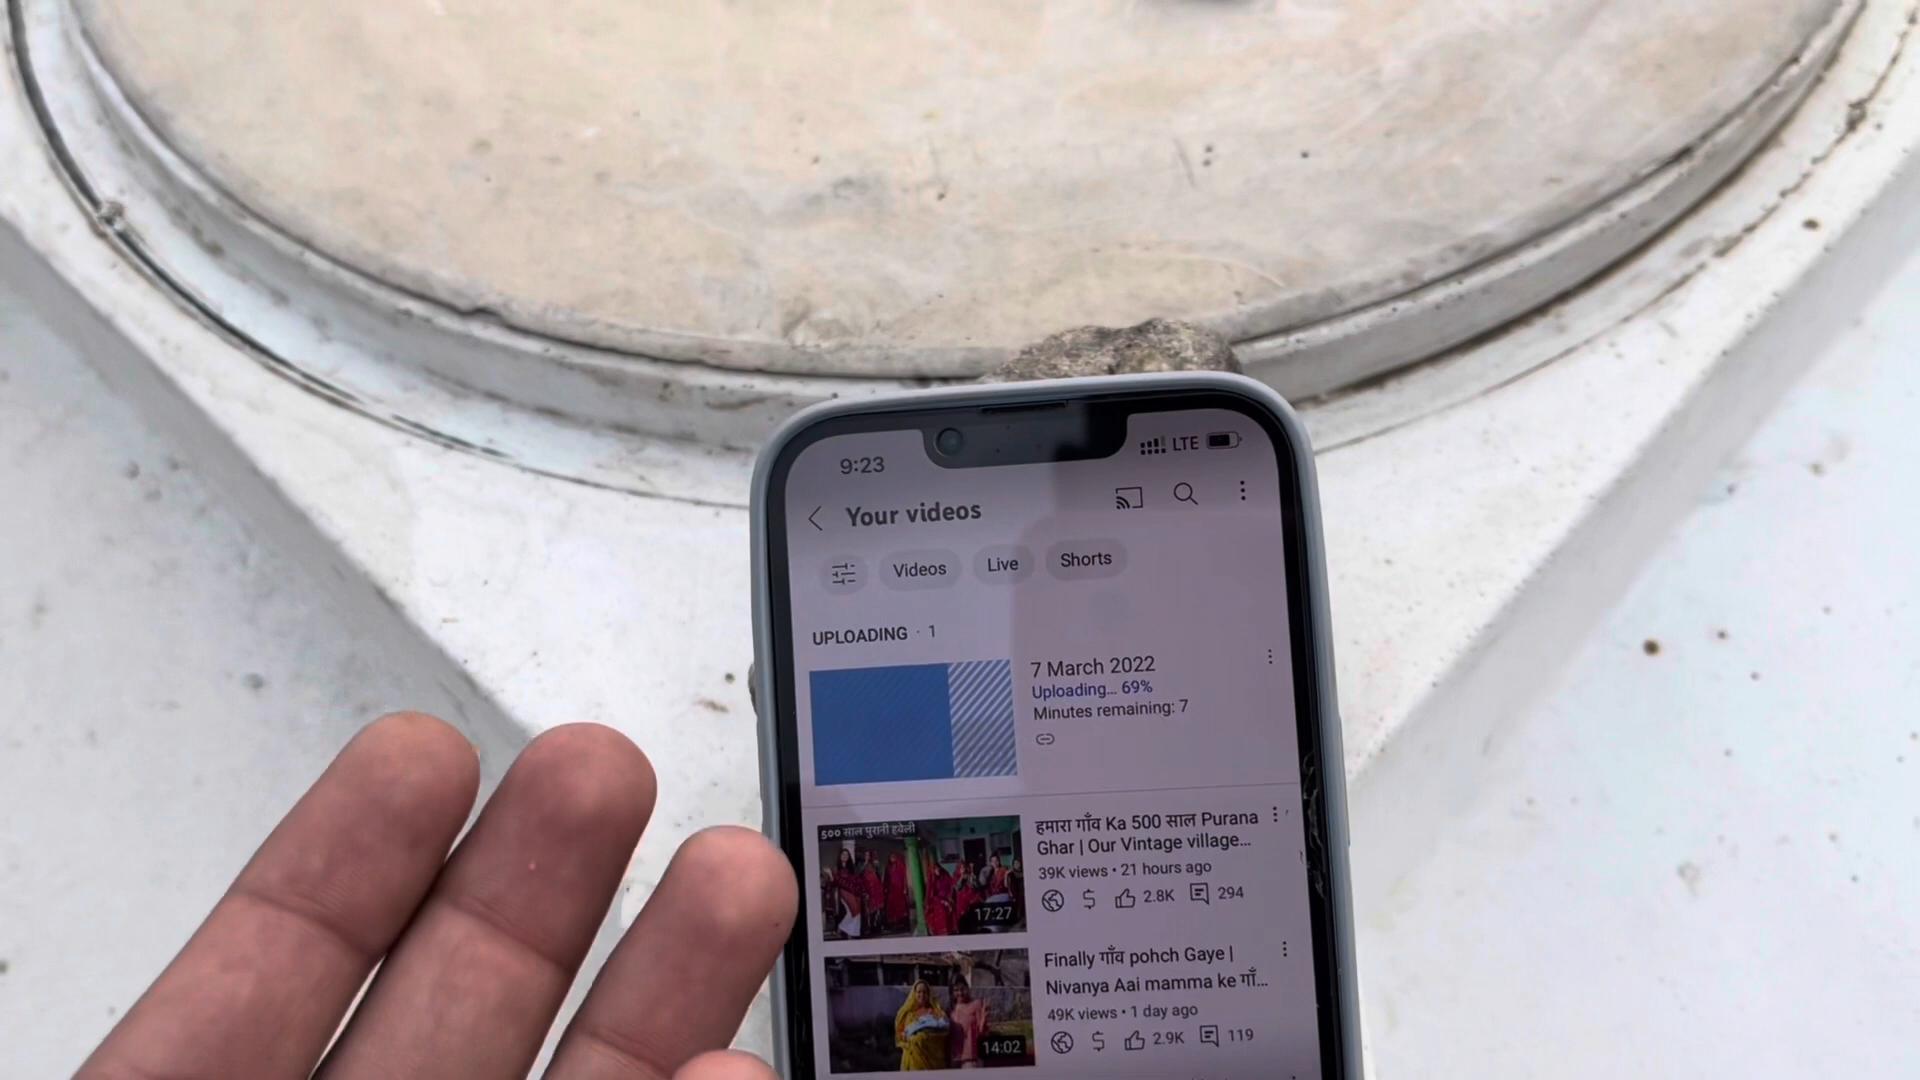 9:23
LTE
Your videos
Videos
Live
Shorts
UPLOADING · 1
7 March 2022
Uploading... 69%
Minutes remaining: 7
500 साल पुरानी हवेली
17:27
हमारा गाँव Ka 500 साल Purana
Ghar | Our Vintage village...
39K views • 21 hours ago
2.8K
294
14:02
Finally गाँव pohch Gaye |
Nivanya Aai mamma ke गाँ...
49K views • 1 day ago
2.9K
119